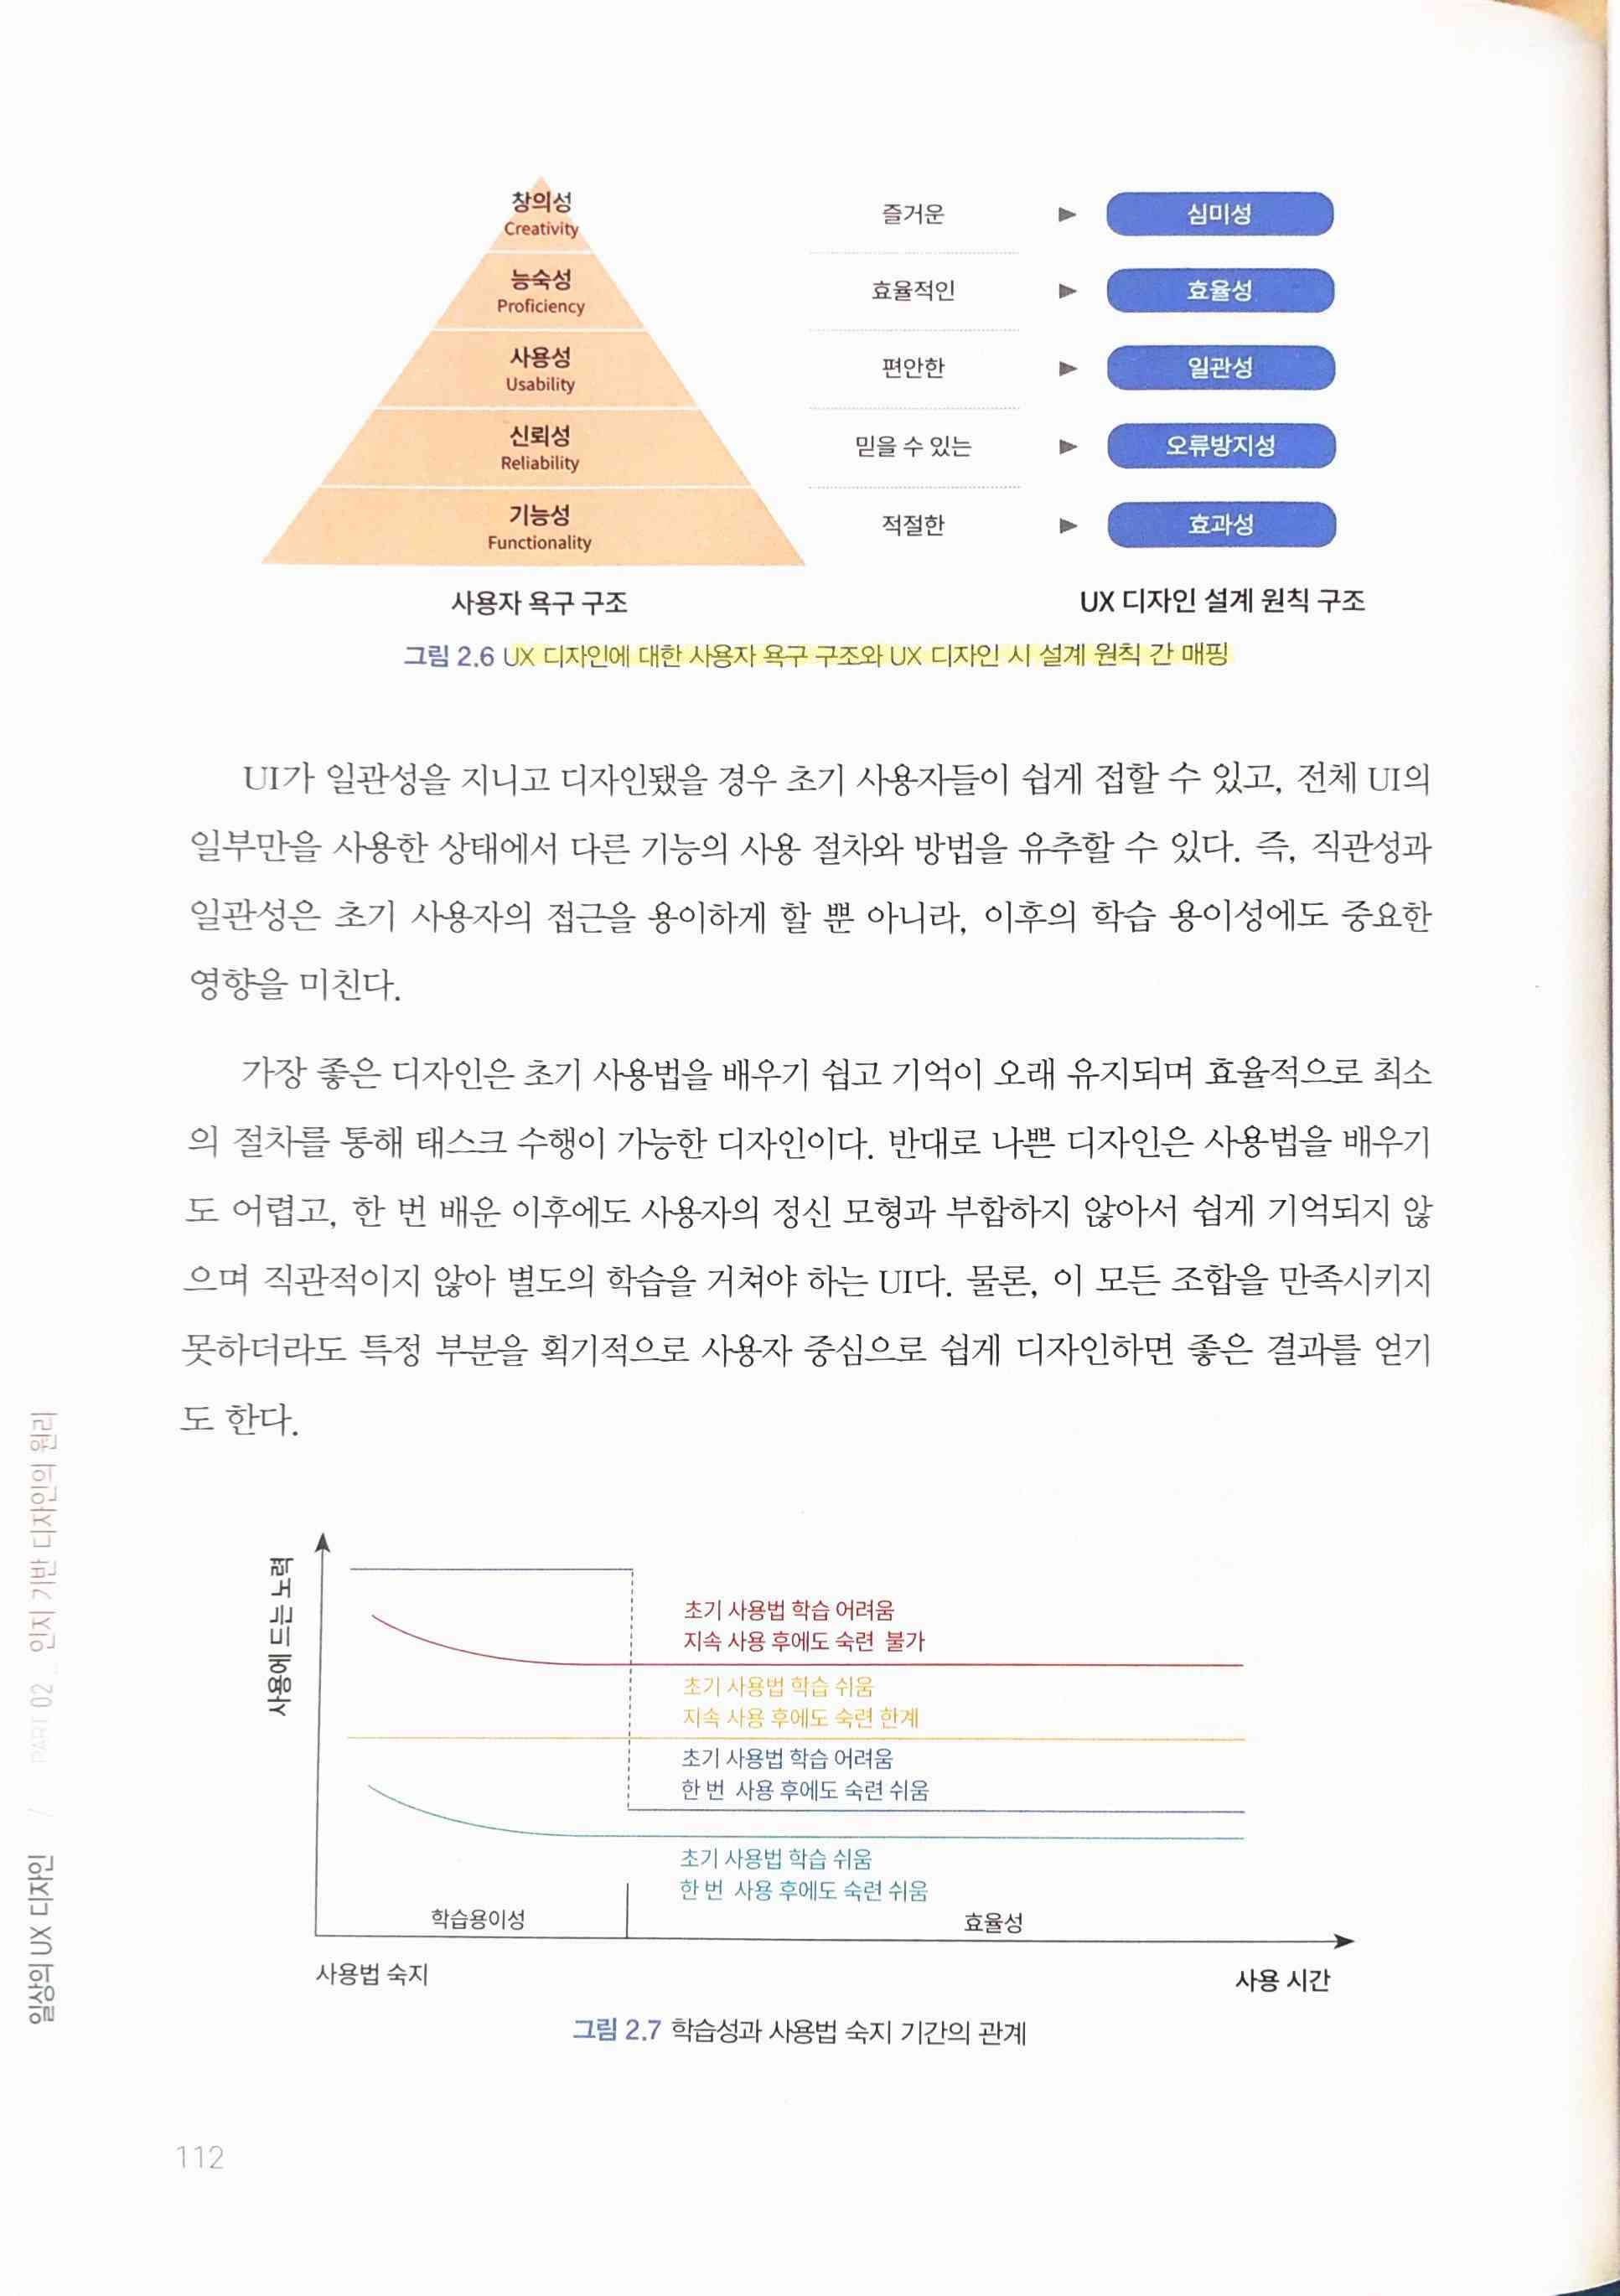 창의성
Creativity
즐거운 ▶ 심미성
능숙성
Proficiency
효율적인 ▶ 효율성
사용성
Usability
편안한 ▶ 일관성
신뢰성
Reliability
믿을 수 있는 ▶ 오류방지성
기능성
Functionality
적절한 ▶ 효과성
사용자 욕구 구조
UX 디자인 설계 원칙 구조
그림 2.6 UX 디자인에 대한 사용자 욕구 구조와 UX 디자인 시 설계 원칙 간 매핑
UI가 일관성을 지니고 디자인됐을 경우 초기 사용자들이 쉽게 접할 수 있고, 전체 UI의
일부만을 사용한 상태에서 다른 기능의 사용 절차와 방법을 유추할 수 있다. 즉, 직관성과
일관성은 초기 사용자의 접근을 용이하게 할 뿐 아니라, 이후의 학습 용이성에도 중요한
영향을 미친다.
가장 좋은 디자인은 초기 사용법을 배우기 쉽고 기억이 오래 유지되며 효율적으로 최소
의 절차를 통해 태스크 수행이 가능한 디자인이다. 반대로 나쁜 디자인은 사용법을 배우기
도 어렵고, 한 번 배운 이후에도 사용자의 정신 모형과 부합하지 않아서 쉽게 기억되지 않
으며 직관적이지 않아 별도의 학습을 거쳐야 하는 UI다. 물론, 이 모든 조합을 만족시키지
못하더라도 특정 부분을 획기적으로 사용자 중심으로 쉽게 디자인하면 좋은 결과를 얻기
도 한다.
사용에 드는 노력
초기 사용법 학습 어려움
지속 사용 후에도 숙련 불가
초기 사용법 학습 쉬움
지속 사용 후에도 숙련 한계
초기 사용법 학습 어려움
한 번 사용 후에도 숙련 쉬움
초기 사용법 학습 쉬움
한 번 사용 후에도 숙련 쉬움
학습용이성
효율성
사용법 숙지
사용 시간
그림 2.7 학습성과 사용법 숙지 기간의 관계
일상의 UX 디자인 / PART 02 _ 인지 기반 디자인의 원리
112